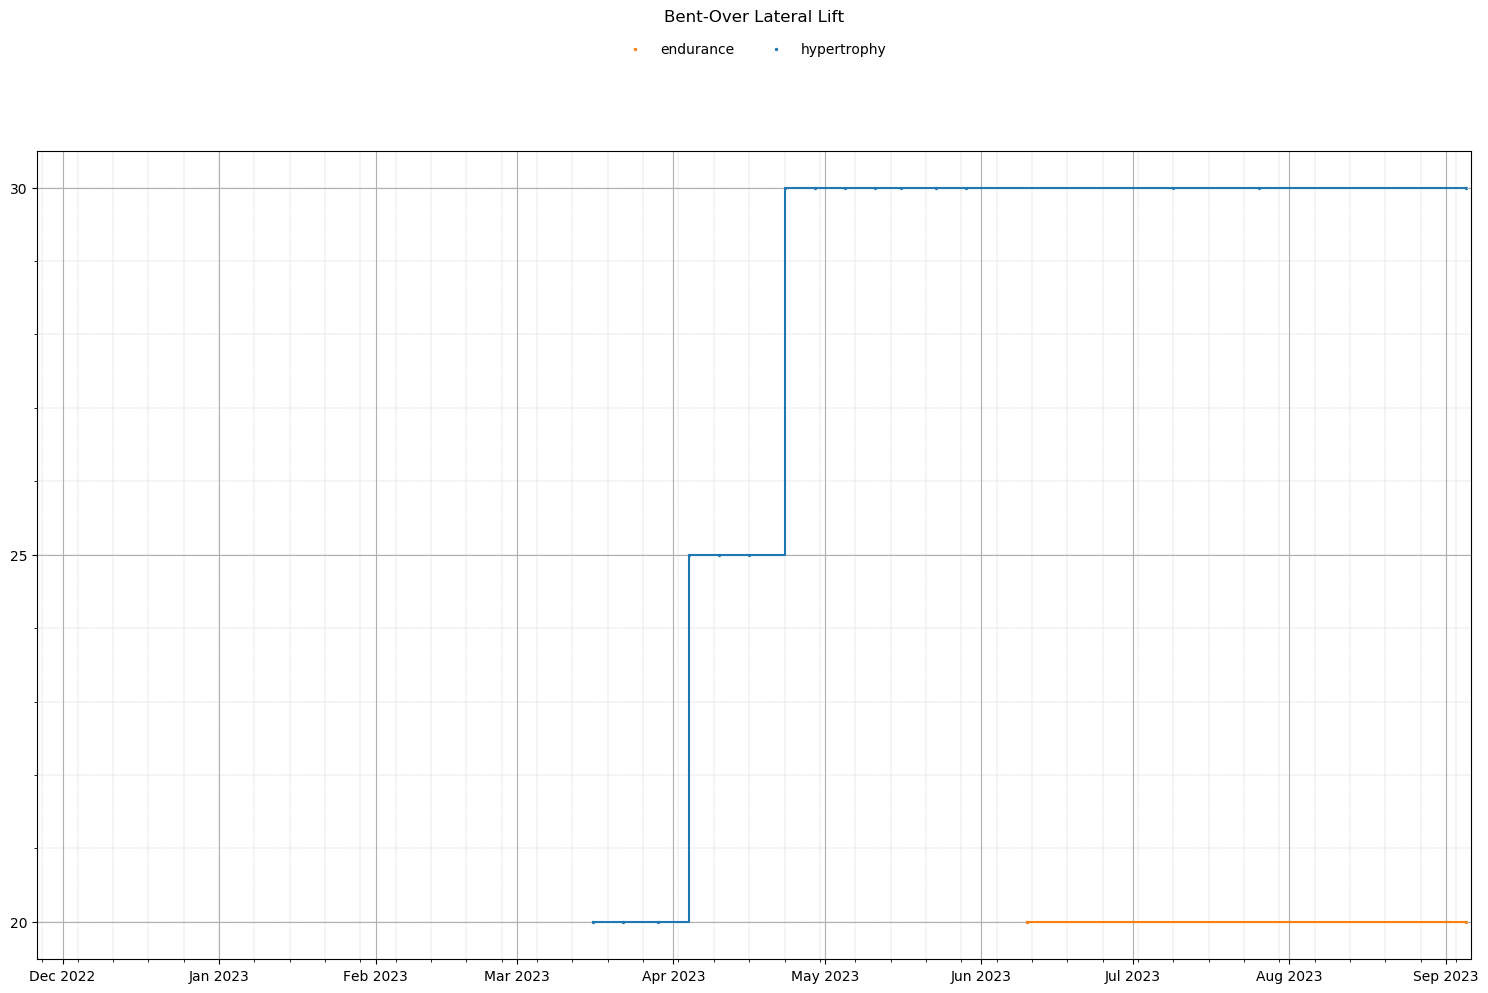 Bent-Over Lateral Lift
endurance hypertrophy
30
25
20
Dec 2022 Jan 2023 Feb 2023 Mar 2023 Apr 2023 May 2023 Jun 2023 Jul 2023 Aug 2023 Sep 2023